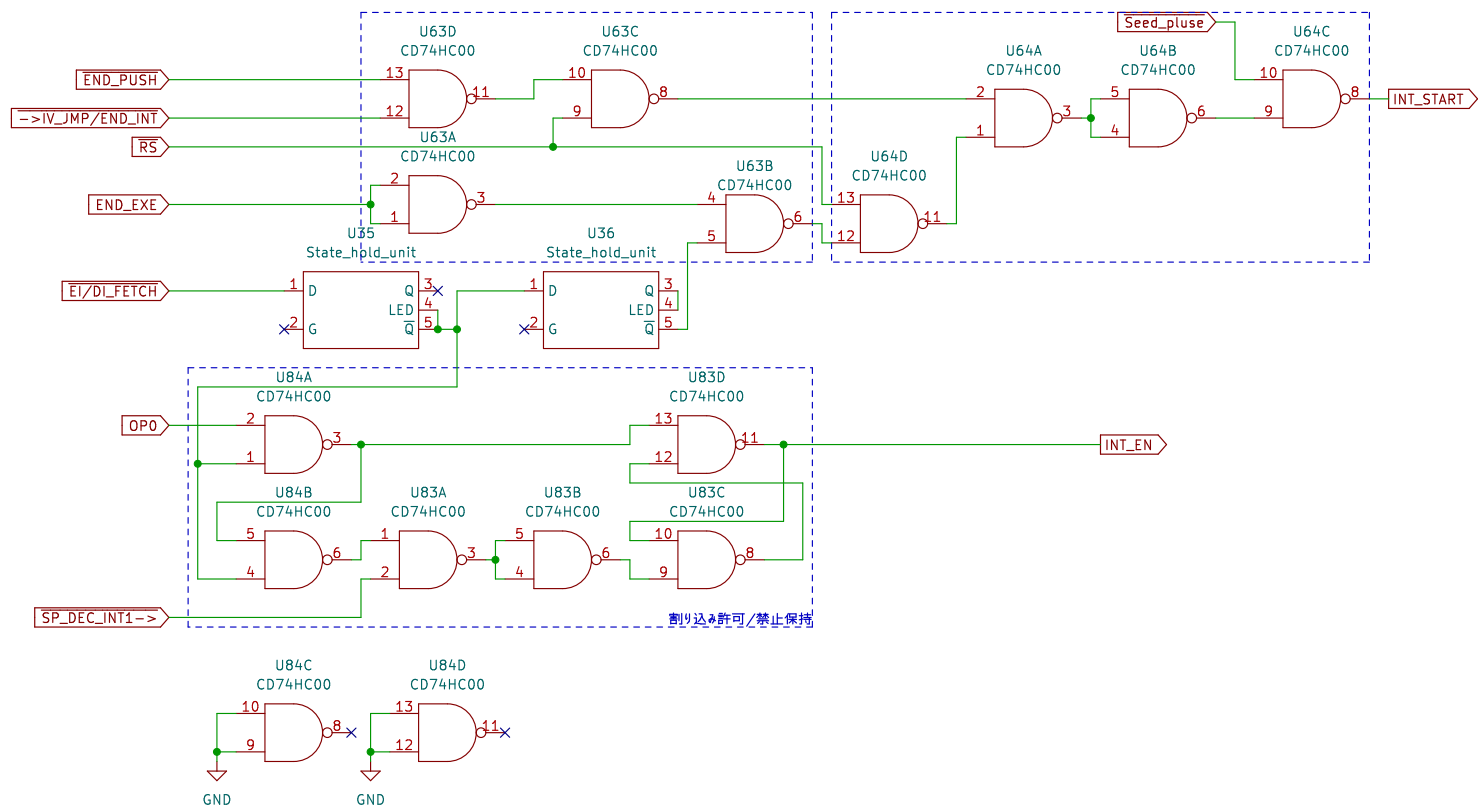 Seed_pluse
U63D
CD74HC00
U63C
CD74HC00
U64A
CD74HC00
U64B
CD74HC00
U64C
CD74HC00
END_PUSH
13
12
11
10
9
8
2
1
3
5
4
6
10
9
8
INT_START
->IV_JMP/END_INT
RS
U63A
CD74HC00
U63B
CD74HC00
U64D
CD74HC00
END_EXE
2
1
3
4
5
6
13
12
11
U35
State_hold_unit
U36
State_hold_unit
EI/DI_FETCH
1
D
Q
3
LED
4
2
G
Q
5
1
D
Q
3
LED
4
2
G
Q
5
U84A
CD74HC00
U83D
CD74HC00
OP0
2
1
3
13
12
11
INT_EN
U84B
CD74HC00
U83A
CD74HC00
U83B
CD74HC00
U83C
CD74HC00
5
4
6
1
2
3
5
4
6
10
9
8
SP_DEC_INT1->
割り込み許可/禁止保持
U84C
CD74HC00
U84D
CD74HC00
10
9
8
13
12
11
GND
GND